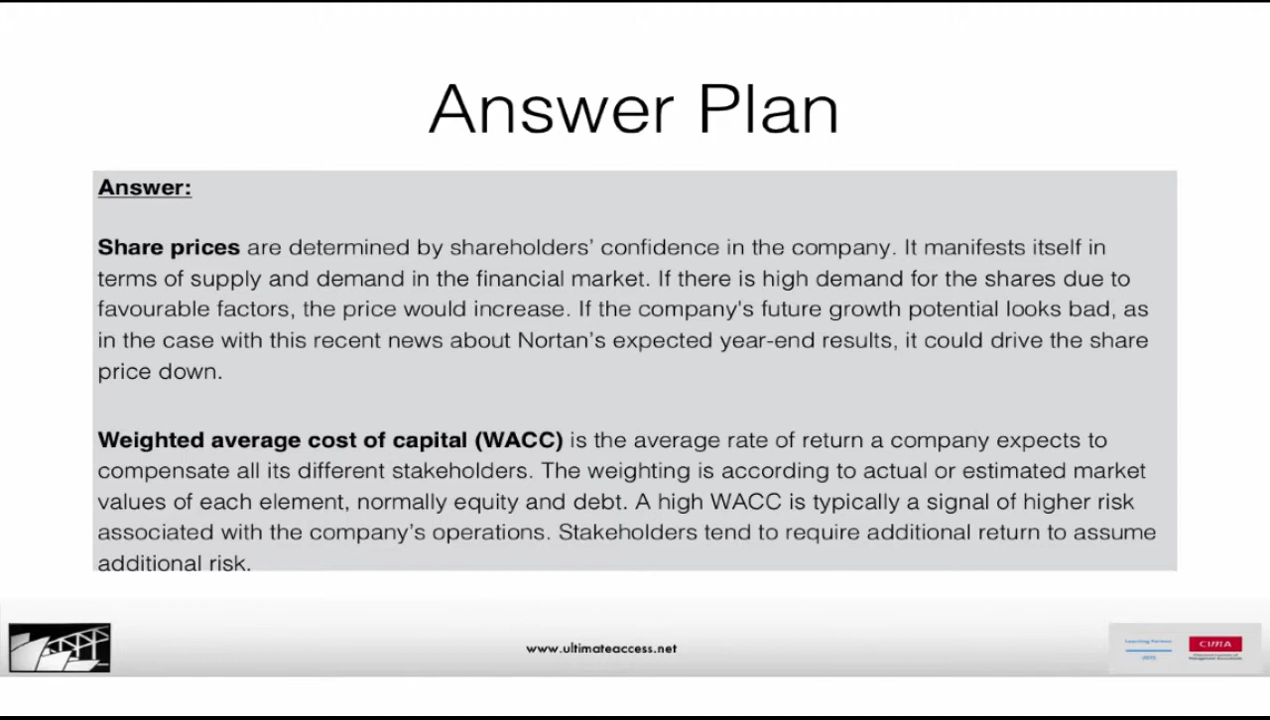 Answer Plan
Answer:
Share prices are determined by shareholders’ confidence in the company. It manifests itself in
terms of supply and demand in the financial market. If there is high demand for the shares due to
favourable factors, the price would increase. If the company's future growth potential looks bad, as
in the case with this recent news about Nortan’s expected year-end results, it could drive the share
price down.
Weighted average cost of capital (WACC) is the average rate of return a company expects to
compensate all its different stakeholders. The weighting is according to actual or estimated market
values of each element, normally equity and debt. A high WACC is typically a signal of higher risk
associated with the company’s operations. Stakeholders tend to require additional return to assume
additional risk.
www.ultimateaccess.net
Learning Partner
CIMA